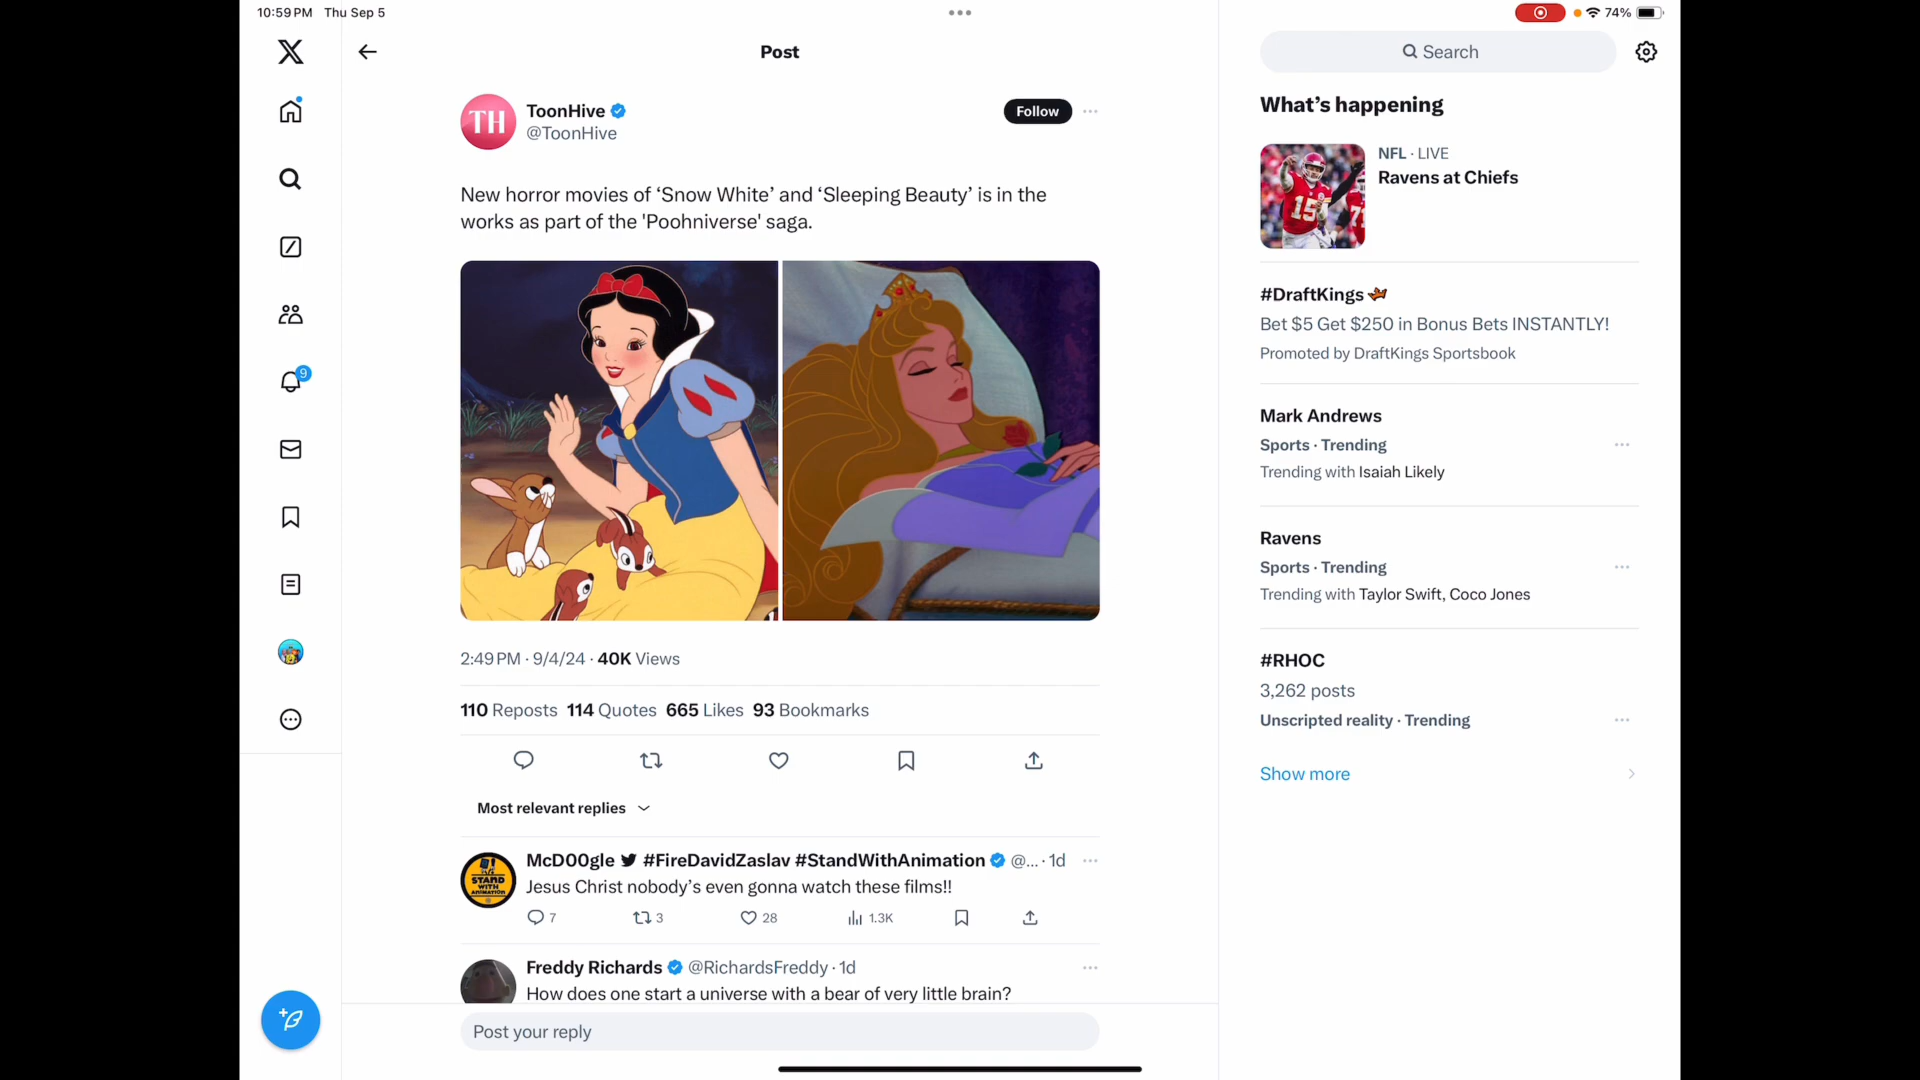 10:59 PM Thu Sep 5
74%
Post
Search
TH
ToonHive
@ToonHive
Follow
New horror movies of ‘Snow White’ and ‘Sleeping Beauty’ is in the
works as part of the 'Poohniverse' saga.
2:49 PM · 9/4/24 · 40K Views
110 Reposts 114 Quotes 665 Likes 93 Bookmarks
Most relevant replies
STAND
WITH
ANIMATION
McD00gle #FireDavidZaslav #StandWithAnimation @... · 1d
Jesus Christ nobody’s even gonna watch these films!!
7 3 28 1.3K
Freddy Richards @RichardsFreddy · 1d
How does one start a universe with a bear of very little brain?
Post your reply
9
What’s happening
15
NFL · LIVE
Ravens at Chiefs
#DraftKings
Bet $5 Get $250 in Bonus Bets INSTANTLY!
Promoted by DraftKings Sportsbook
Mark Andrews
Sports · Trending
Trending with Isaiah Likely
Ravens
Sports · Trending
Trending with Taylor Swift, Coco Jones
#RHOC
3,262 posts
Unscripted reality · Trending
Show more